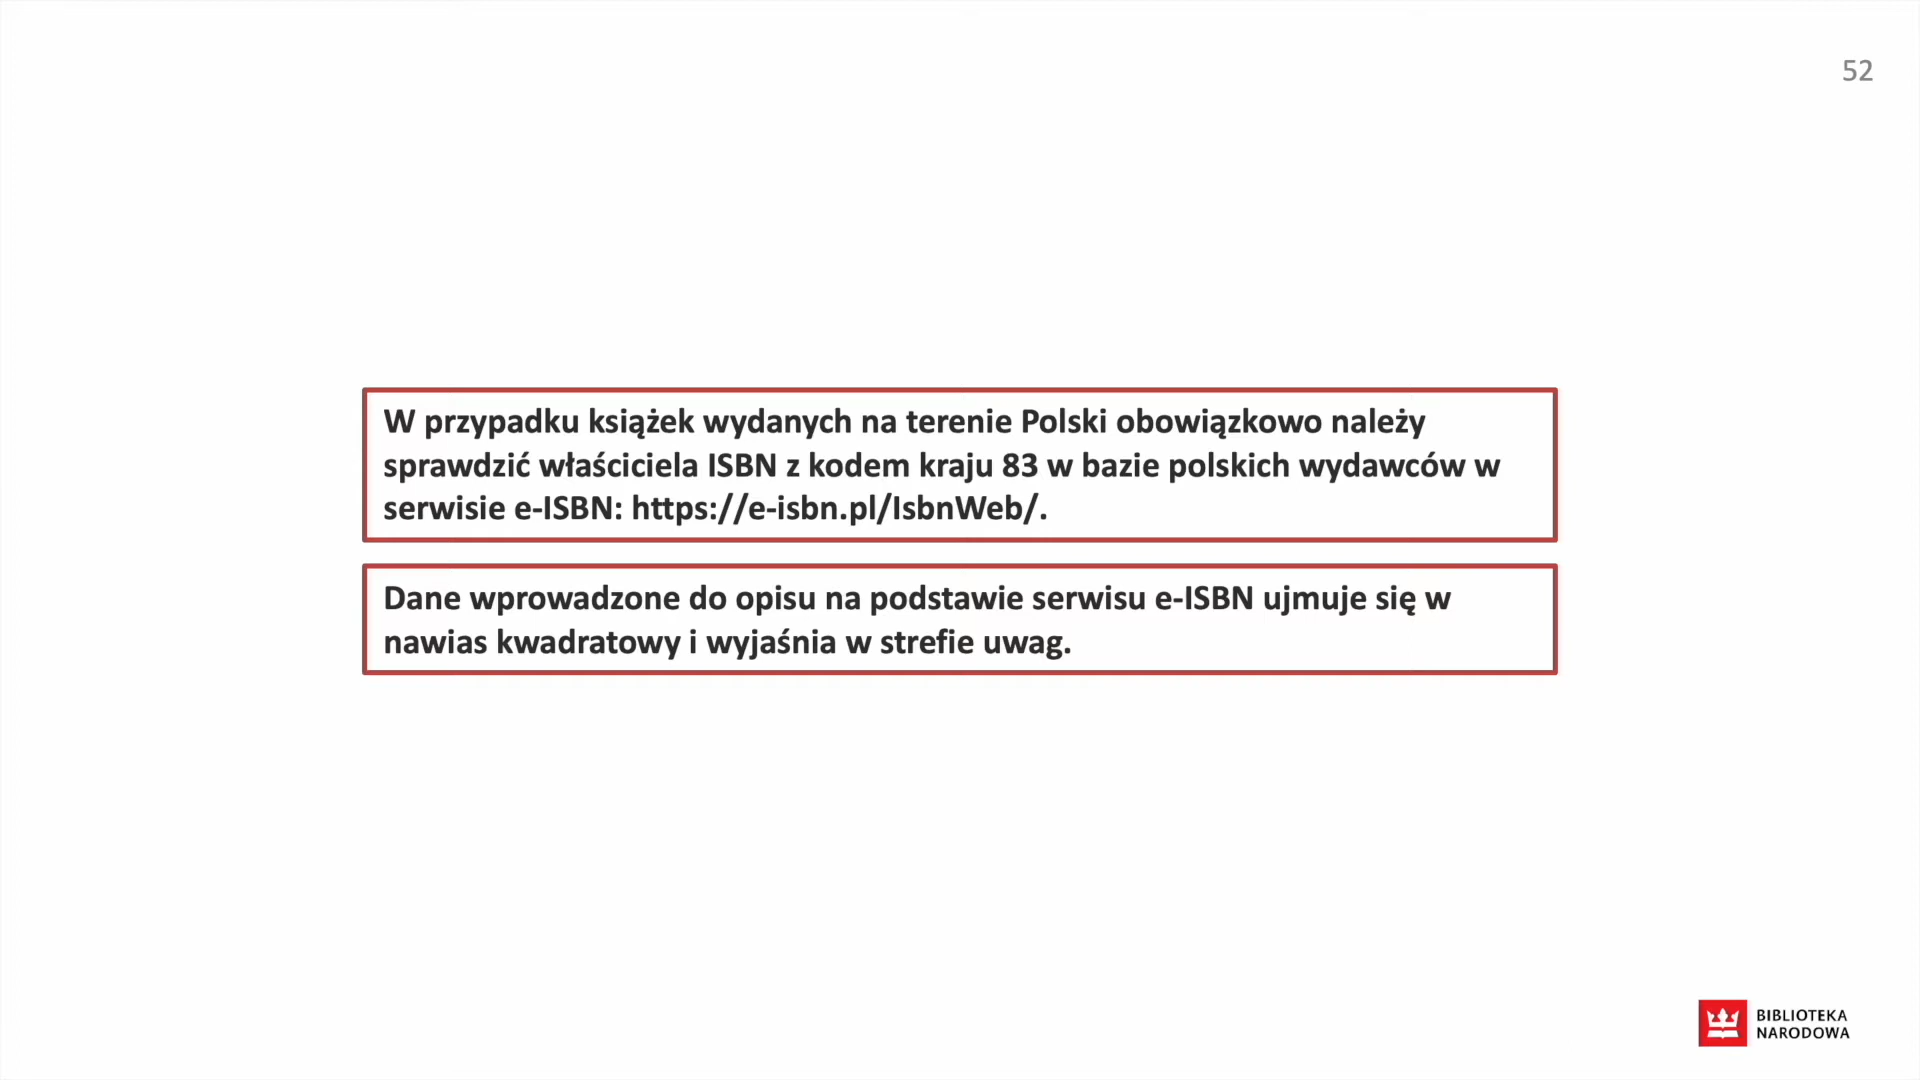 52
W przypadku książek wydanych na terenie Polski obowiązkowo należy
sprawdzić właściciela ISBN z kodem kraju 83 w bazie polskich wydawców w
serwisie e-ISBN: https://e-isbn.pl/IsbnWeb/.
Dane wprowadzone do opisu na podstawie serwisu e-ISBN ujmuje się w
nawias kwadratowy i wyjaśnia w strefie uwag.
BIBLIOTEKA
NARODOWA